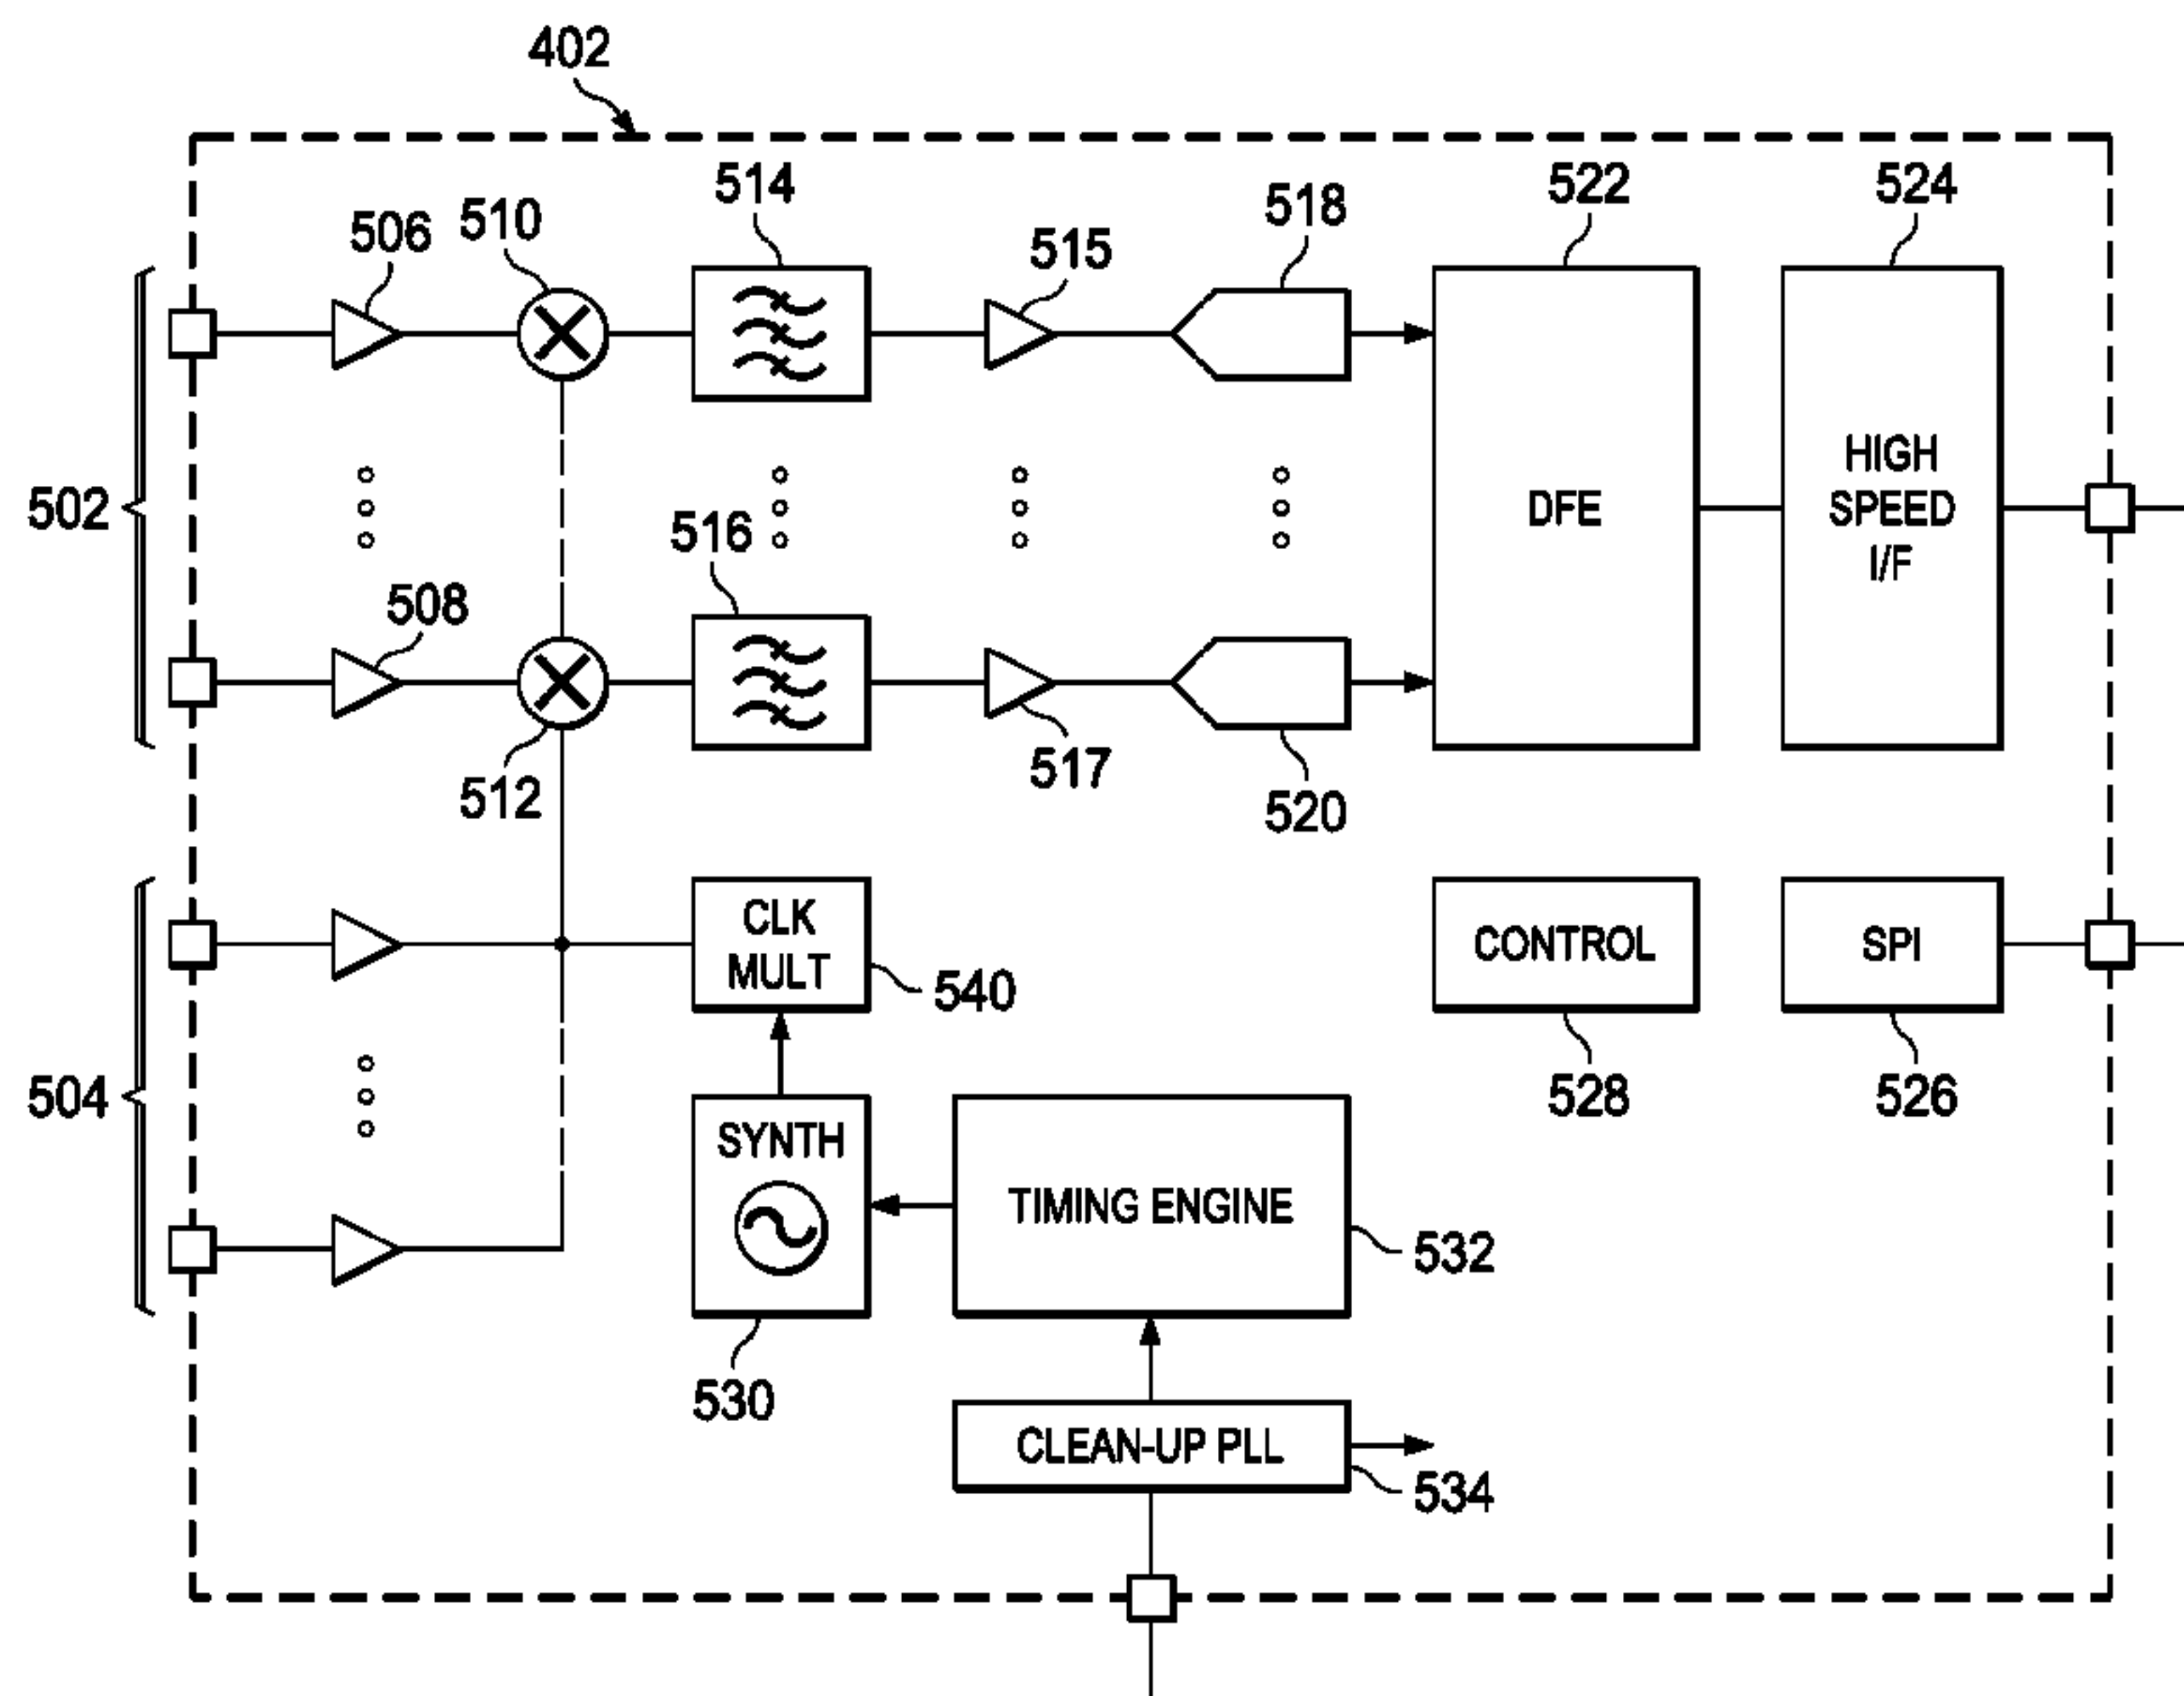 402
514
522
524
506
510
518
515
502
HIGH
SPEED
I/F
DFE
516
508
512
517
520
CLK
MULT
540
CONTROL
SPI
528
526
504
SYNTH
TIMING ENGINE
532
530
CLEAN-UP PLL
534